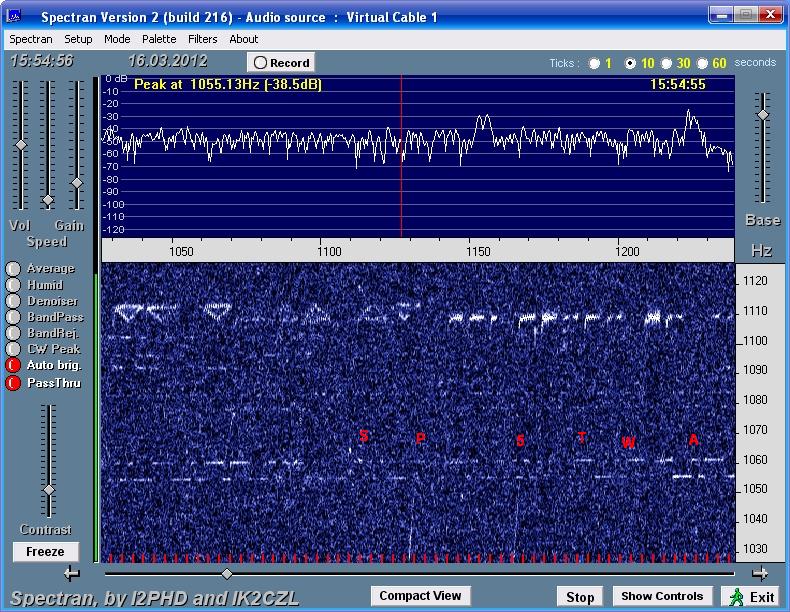 Spectran Version 2 (build 216) - Audio source : Virtual Cable 1
Spectran Setup Mode Palette Filters About
15:54:56 16.03.2012 Record Ticks : 1 10 30 60 seconds
0 dB
Peak at 1055.13Hz (-38.5dB) 15:54:55
-10
-20
-30
-40
-50
-60
-70
-80
-90
-100
-110
-120
Vol Gain
Speed
Base
1050 1100 1150 1200 Hz
Average
Humid
Denoiser
BandPass
BandRej.
CW Peak
Auto brig.
PassThru
1120
1110
1100
1090
1080
1070
1060
1050
1040
1030
S P 5 T W A
Contrast
Freeze
Spectran, by I2PHD and IK2CZL
Compact View Stop Show Controls Exit